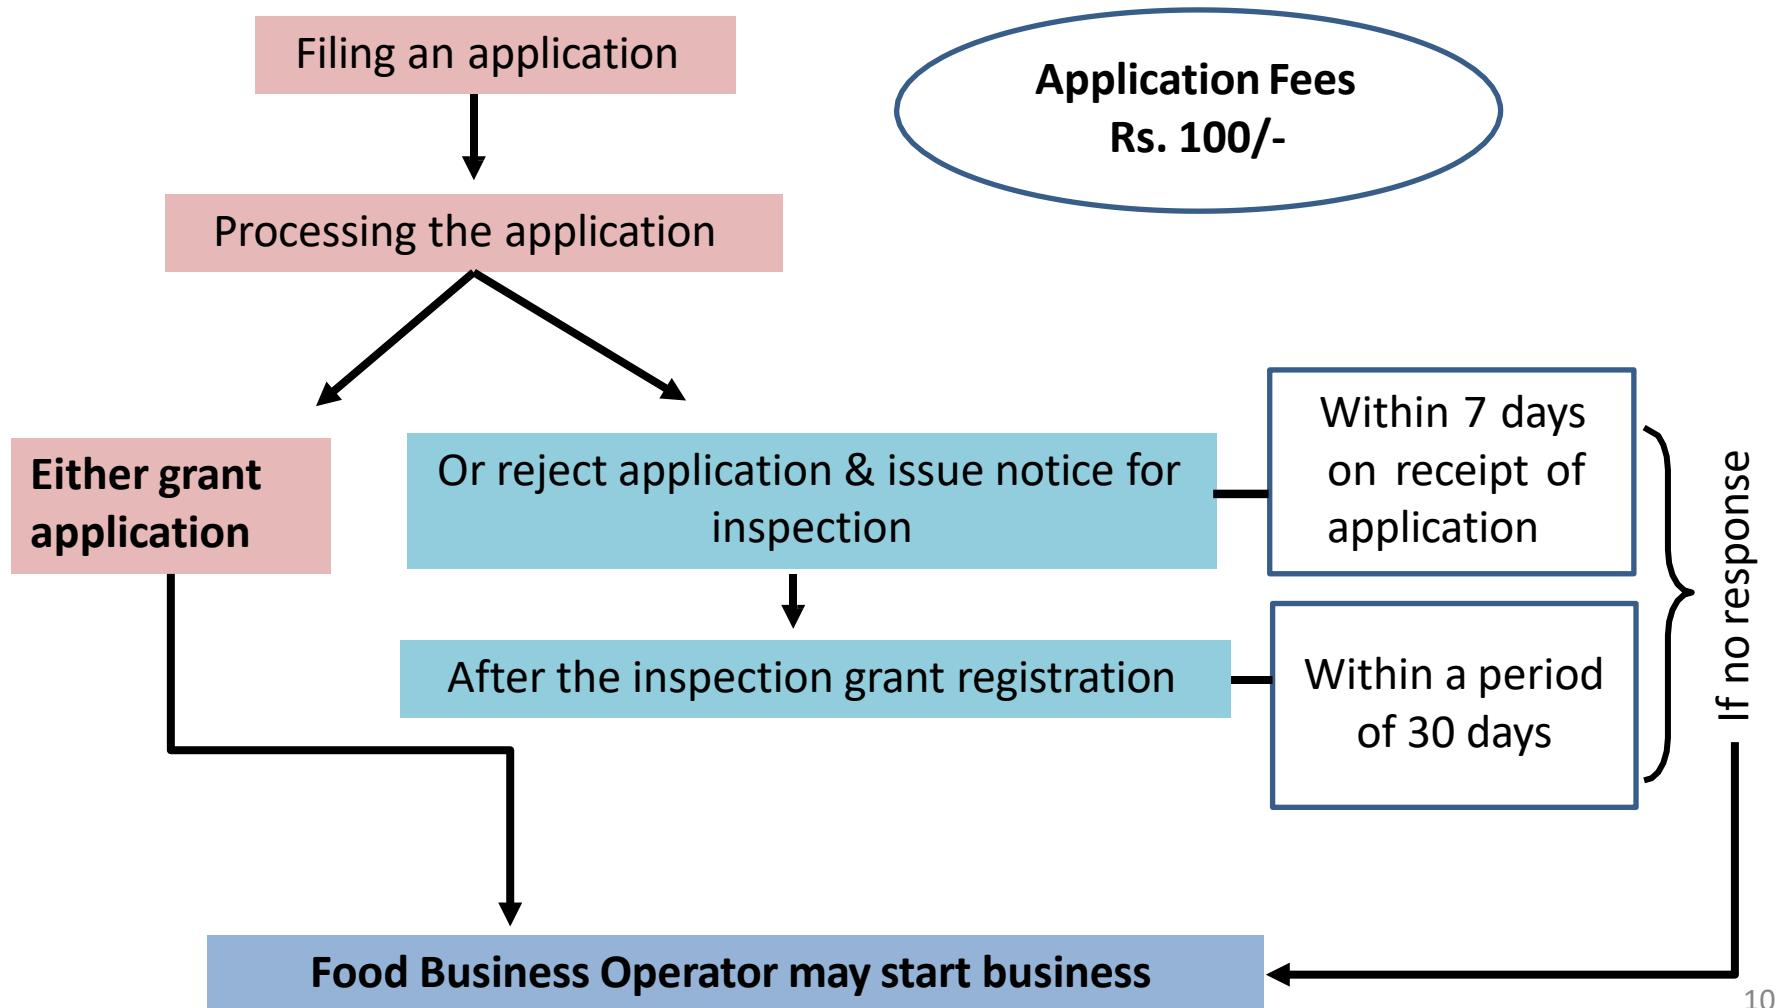 Filing an application
Application Fees
Rs. 100/-
Processing the application
Either grant
application
Or reject application & issue notice for
inspection
Within 7 days
on receipt of
application
If no response
After the inspection grant registration
Within a period
of 30 days
Food Business Operator may start business
10